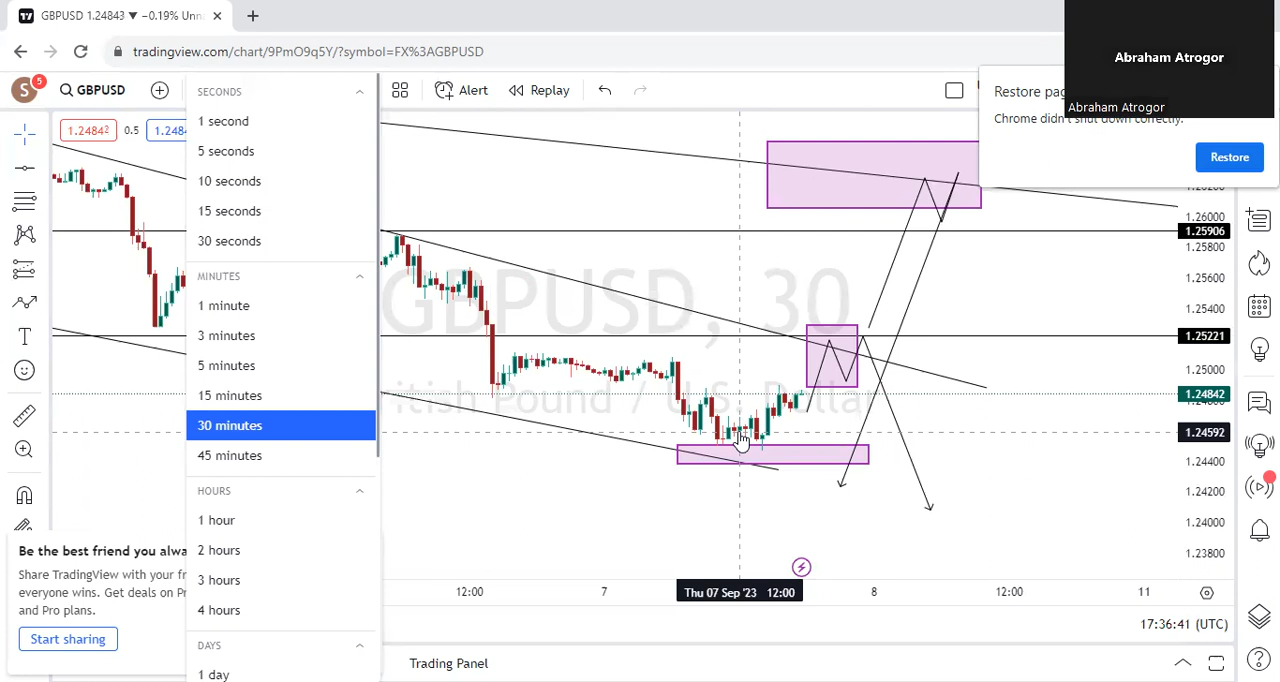 GBPUSD 1.24843 ▼ −0.19% Unn
tradingview.com/chart/9PmO9q5Y/?symbol=FX%3AGBPUSD
Abraham Atrogor
Abraham Atrogor
S
5
GBPUSD
Alert
Replay
Restore pag
Chrome didn't shut down correctly.
Restore
1.24842
0.5
1.2484
SECONDS
1 second
5 seconds
10 seconds
15 seconds
30 seconds
MINUTES
1 minute
3 minutes
5 minutes
15 minutes
30 minutes
45 minutes
HOURS
1 hour
2 hours
3 hours
4 hours
DAYS
1 day
GBPUSD, 30
British Pound / U.S. Dollar
1.26000
1.25906
1.25800
1.25600
1.25400
1.25221
1.25000
1.24842
1.24592
1.24400
1.24200
1.24000
1.23800
12:00
7
Thu 07 Sep '23 12:00
8
12:00
11
17:36:41 (UTC)
Be the best friend you alwa
Share TradingView with your fr
everyone wins. Get deals on Pr
and Pro plans.
Start sharing
Trading Panel